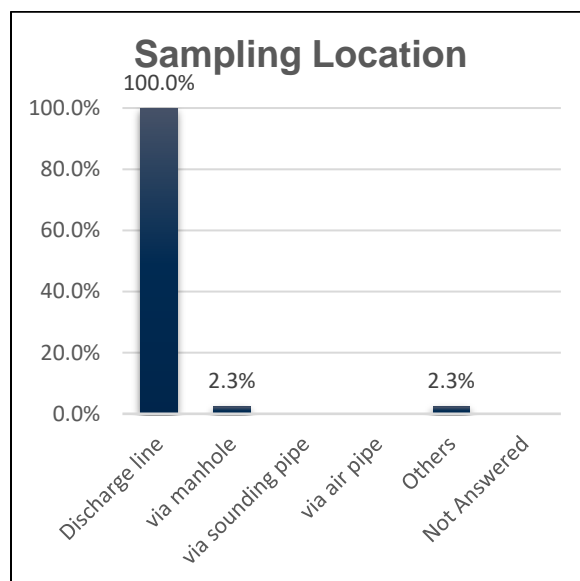 Sampling Location
100.0%
100.0%
80.0%
60.0%
40.0%
20.0%
0.0%
2.3%
2.3%
Discharge line
via manhole
via sounding pipe
via air pipe
Others
Not Answered